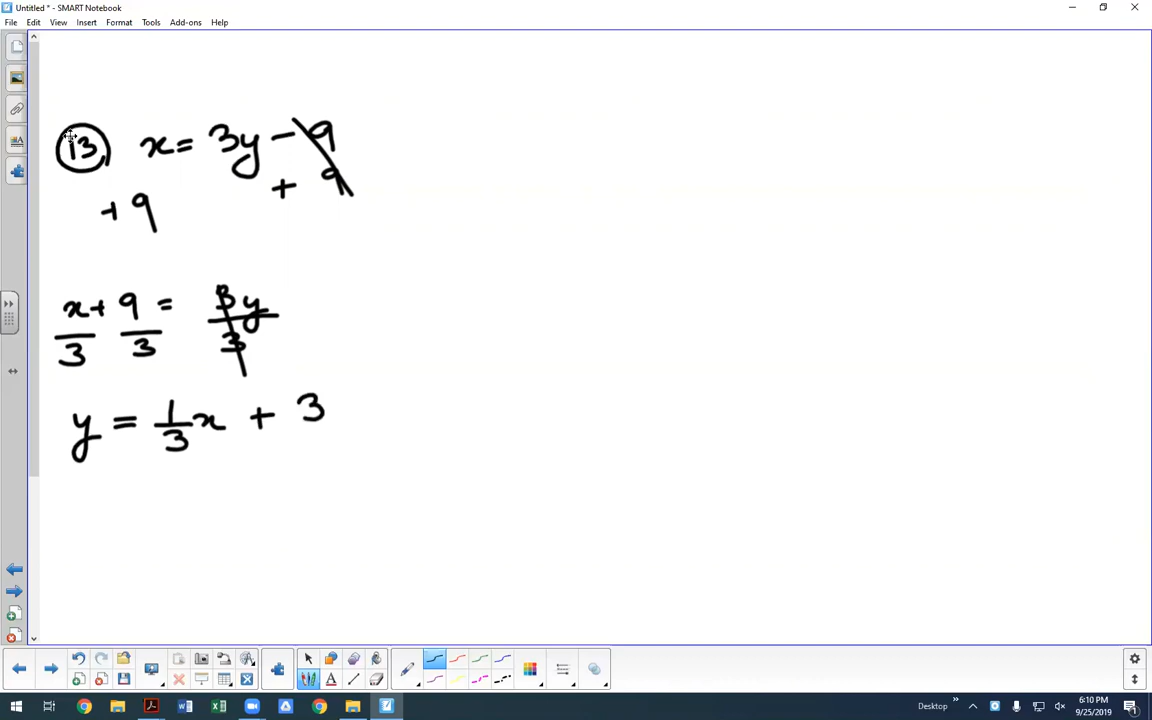 Untitled * - SMART Notebook
File Edit View Insert Format Tools Add-ons Help
13 x = 3y - 9
+ 9 + 9
x + 9 = 3y
3 3 3
y = 1/3 x + 3
A
Desktop
6:10 PM
9/25/2019